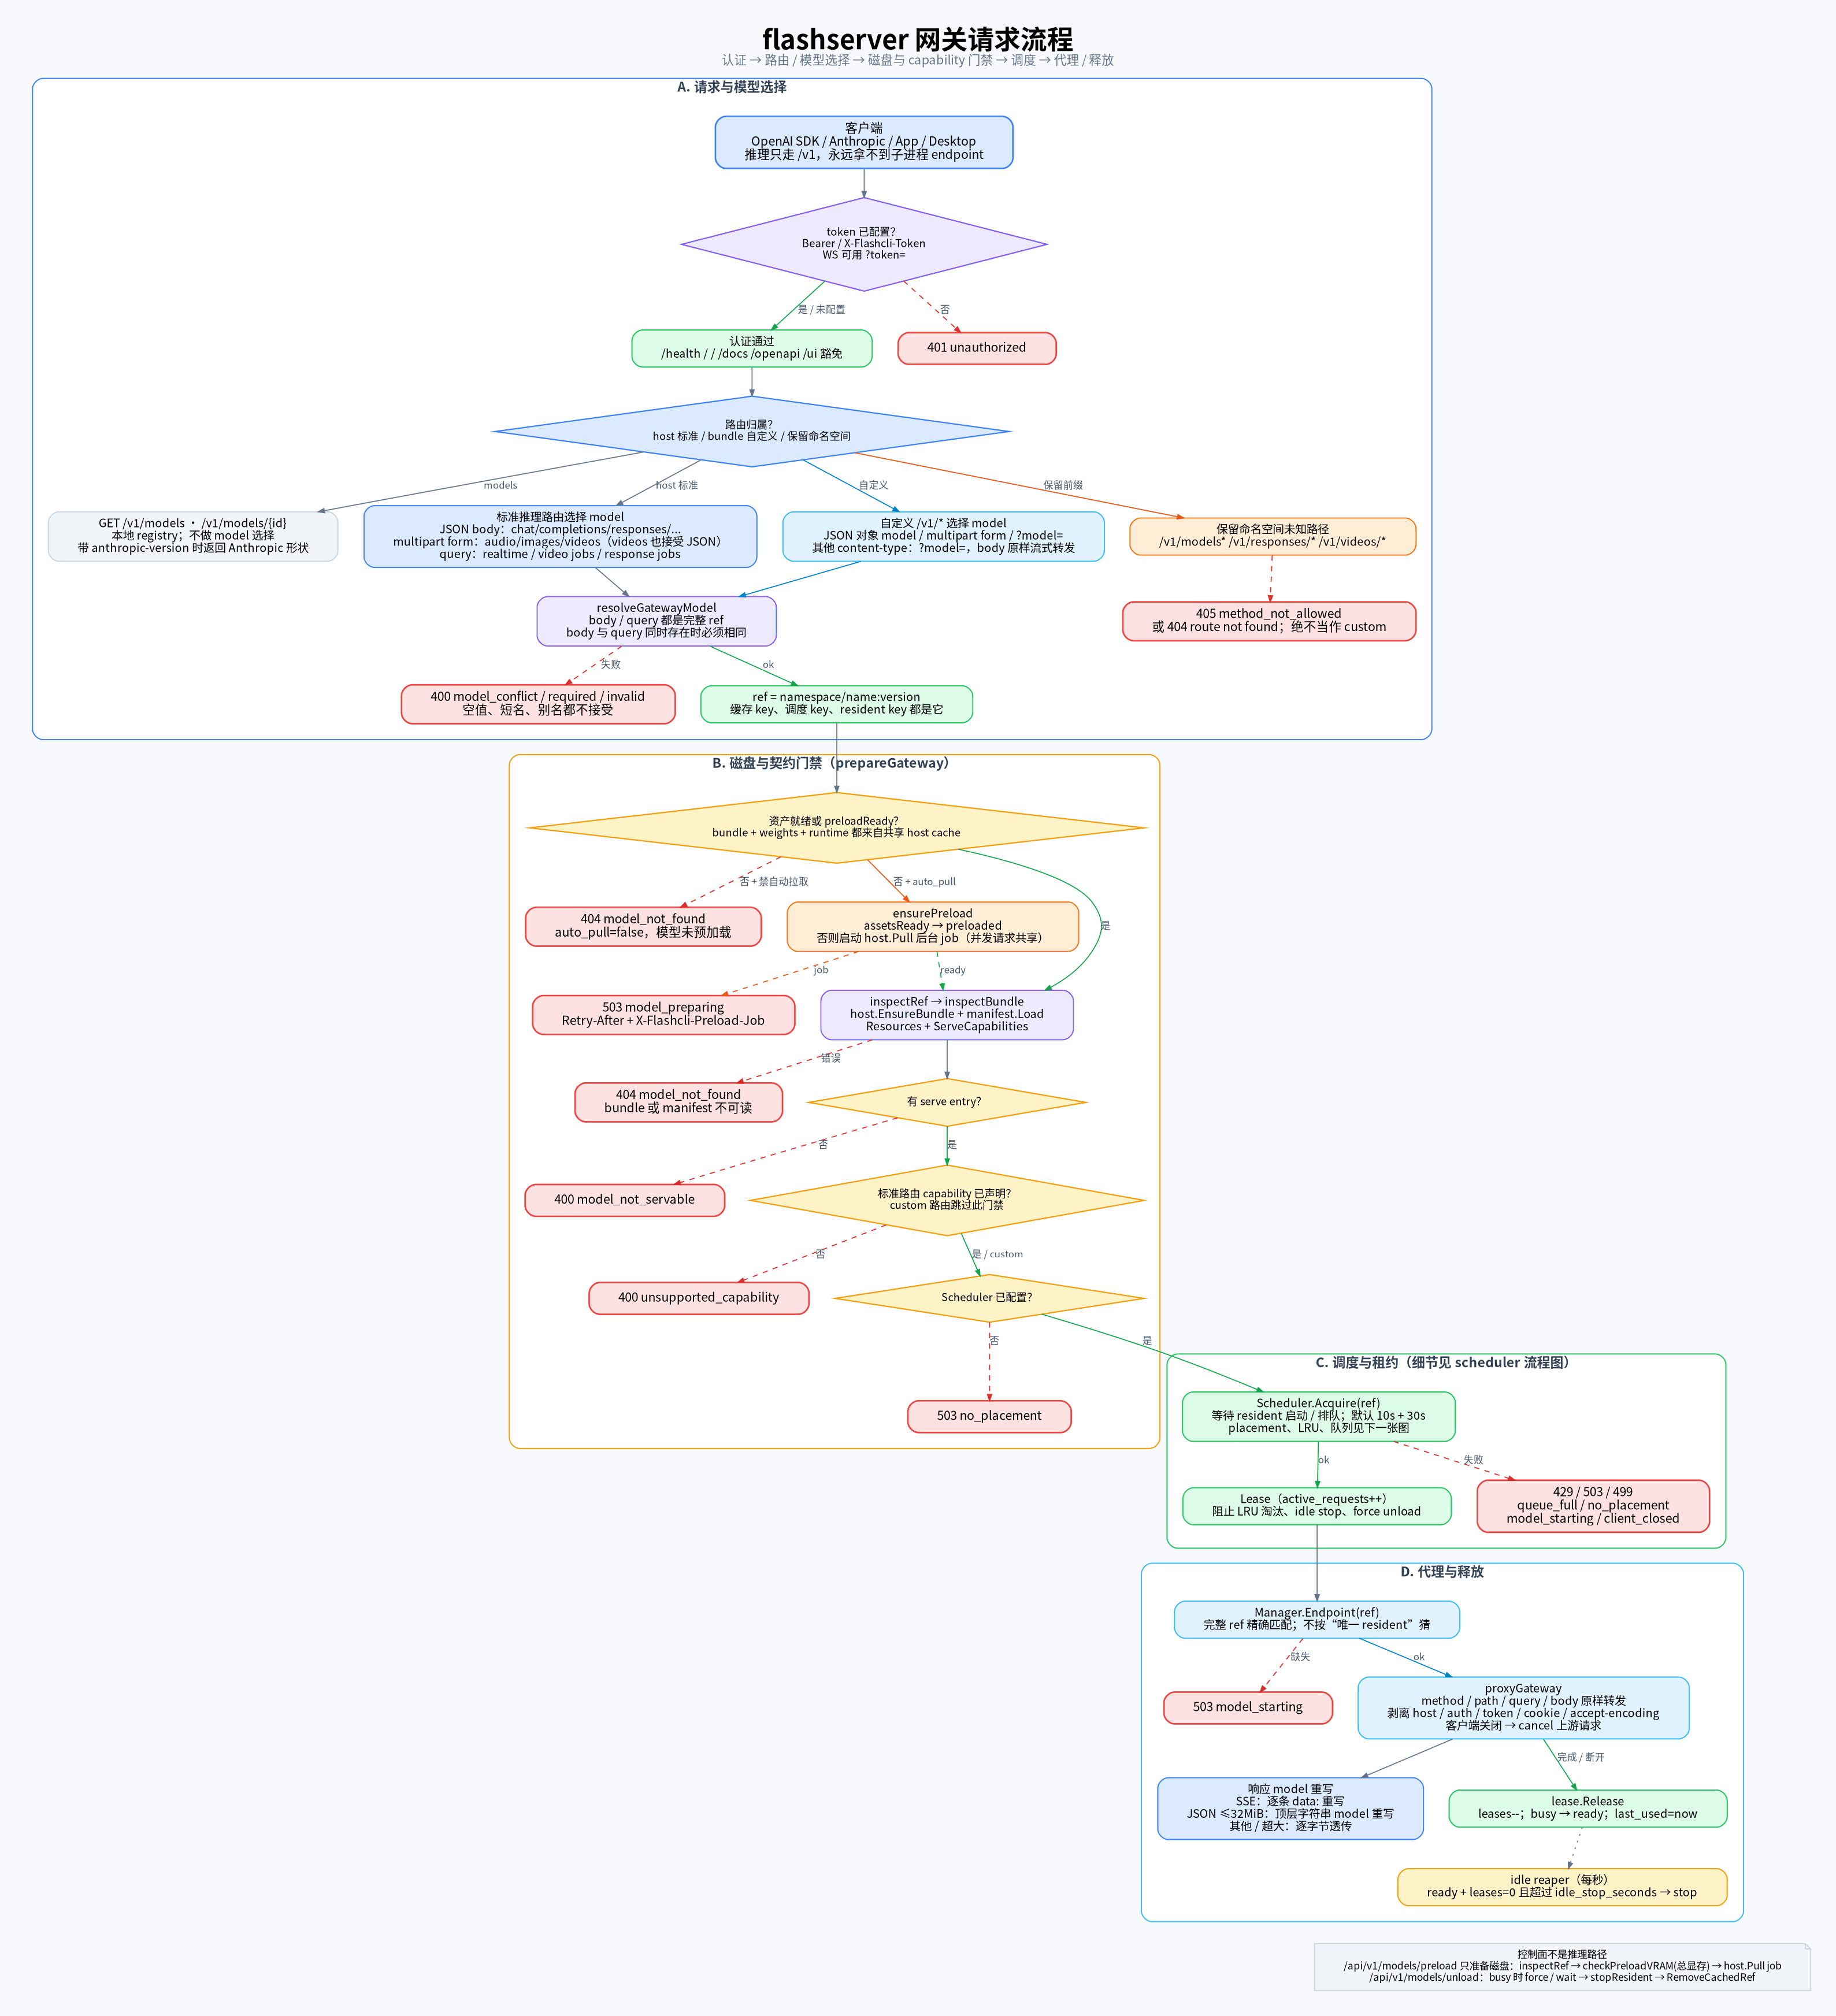 flashserver 网关请求流程
认证 → 路由 / 模型选择 → 磁盘与 capability 门禁 → 调度 → 代理 / 释放
A. 请求与模型选择
客户端
OpenAI SDK / Anthropic / App / Desktop
推理只走 /v1，永远拿不到子进程 endpoint
token 已配置？
Bearer / X-Flashcli-Token
WS 可用 ?token=
是 / 未配置
否
认证通过
/health / / /docs /openapi /ui 豁免
401 unauthorized
路由归属？
host 标准 / bundle 自定义 / 保留命名空间
models
host 标准
自定义
保留前缀
GET /v1/models · /v1/models/{id}
本地 registry；不做 model 选择
带 anthropic-version 时返回 Anthropic 形状
标准推理路由选择 model
JSON body：chat/completions/responses/...
multipart form：audio/images/videos（videos 也接受 JSON）
query：realtime / video jobs / response jobs
自定义 /v1/* 选择 model
JSON 对象 model / multipart form / ?model=
其他 content-type：?model=，body 原样流式转发
保留命名空间未知路径
/v1/models* /v1/responses/* /v1/videos/*
resolveGatewayModel
body / query 都是完整 ref
body 与 query 同时存在时必须相同
405 method_not_allowed
或 404 route not found；绝不当作 custom
失败
ok
400 model_conflict / required / invalid
空值、短名、别名都不接受
ref = namespace/name:version
缓存 key、调度 key、resident key 都是它
B. 磁盘与契约门禁（prepareGateway）
资产就绪或 preloadReady？
bundle + weights + runtime 都来自共享 host cache
否 + 禁自动拉取
否 + auto_pull
是
404 model_not_found
auto_pull=false，模型未预加载
ensurePreload
assetsReady → preloaded
否则启动 host.Pull 后台 job（并发请求共享）
job
ready
503 model_preparing
Retry-After + X-Flashcli-Preload-Job
inspectRef → inspectBundle
host.EnsureBundle + manifest.Load
Resources + ServeCapabilities
错误
404 model_not_found
bundle 或 manifest 不可读
有 serve entry？
否
是
400 model_not_servable
标准路由 capability 已声明？
custom 路由跳过此门禁
否
是 / custom
400 unsupported_capability
Scheduler 已配置？
否
是
503 no_placement
C. 调度与租约（细节见 scheduler 流程图）
Scheduler.Acquire(ref)
等待 resident 启动 / 排队；默认 10s + 30s
placement、LRU、队列见下一张图
ok
失败
Lease（active_requests++）
阻止 LRU 淘汰、idle stop、force unload
429 / 503 / 499
queue_full / no_placement
model_starting / client_closed
D. 代理与释放
Manager.Endpoint(ref)
完整 ref 精确匹配；不按“唯一 resident”猜
缺失
ok
503 model_starting
proxyGateway
method / path / query / body 原样转发
剥离 host / auth / token / cookie / accept-encoding
客户端关闭 → cancel 上游请求
完成 / 断开
响应 model 重写
SSE：逐条 data: 重写
JSON ≤32MiB：顶层字符串 model 重写
其他 / 超大：逐字节透传
lease.Release
leases--；busy → ready；last_used=now
idle reaper（每秒）
ready + leases=0 且超过 idle_stop_seconds → stop
控制面不是推理路径
/api/v1/models/preload 只准备磁盘：inspectRef → checkPreloadVRAM(总显存) → host.Pull job
/api/v1/models/unload：busy 时 force / wait → stopResident → RemoveCachedRef